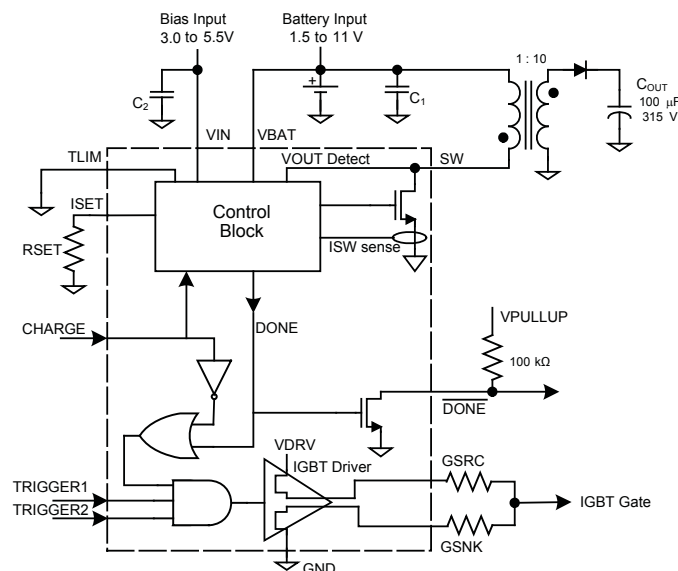 Bias Input
3.0 to 5.5V
Battery Input
1.5 to 11 V
1 : 10
+
C2
C1
COUT
100 μF
315 V
VIN
VBAT
TLIM
VOUT Detect
SW
ISET
Control
Block
RSET
ISW sense
CHARGE
DONE
VPULLUP
100 kΩ
DONE
VDRV
IGBT Driver
GSRC
TRIGGER1
TRIGGER2
IGBT Gate
GSNK
GND